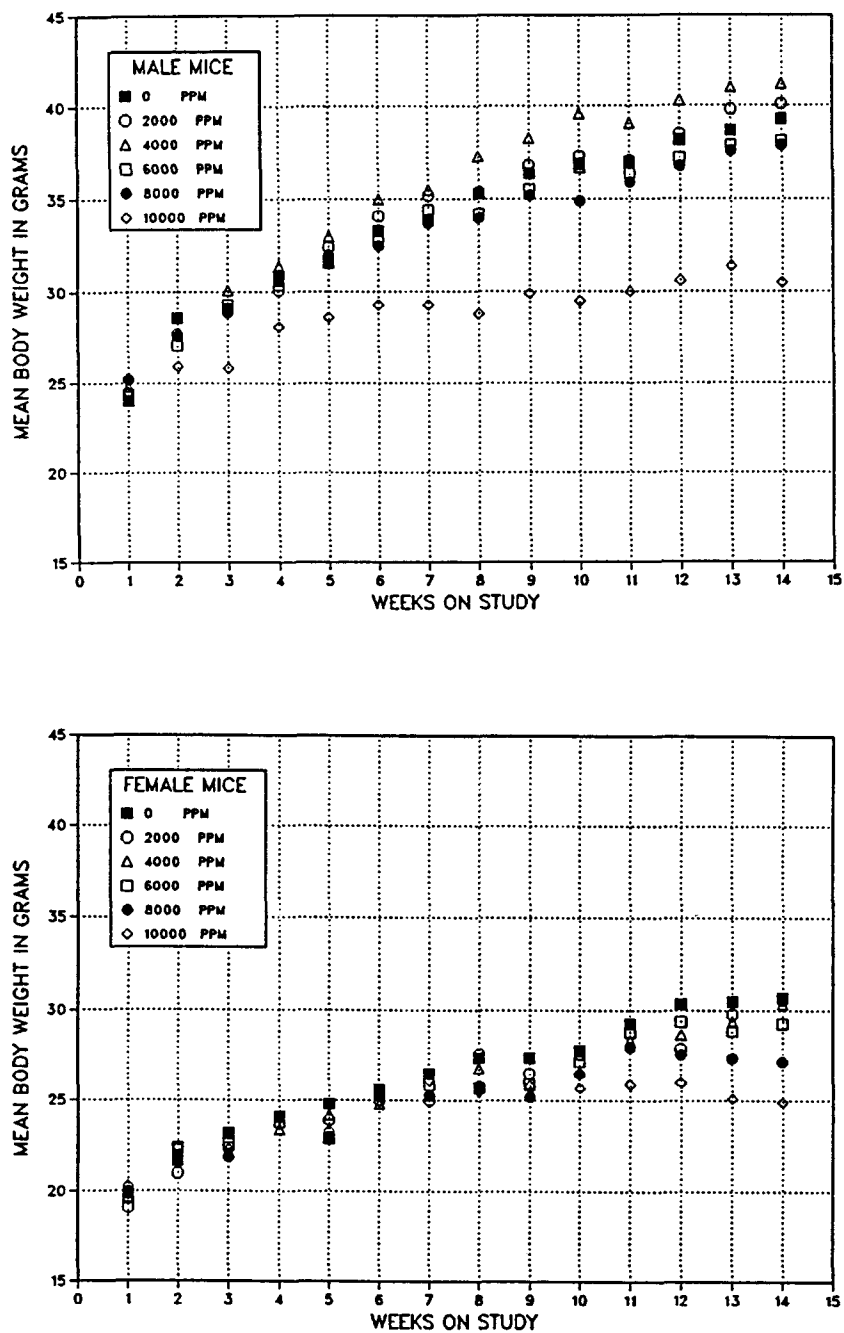 45
40
35
30
25
20
15
MEAN BODY WEIGHT IN GRAMS
MALE MICE
0 PPM
2000 PPM
4000 PPM
6000 PPM
8000 PPM
10000 PPM
0 1 2 3 4 5 6 7 8 9 10 11 12 13 14 15
WEEKS ON STUDY
45
40
35
30
25
20
15
MEAN BODY WEIGHT IN GRAMS
FEMALE MICE
0 PPM
2000 PPM
4000 PPM
6000 PPM
8000 PPM
10000 PPM
0 1 2 3 4 5 6 7 8 9 10 11 12 13 14 15
WEEKS ON STUDY